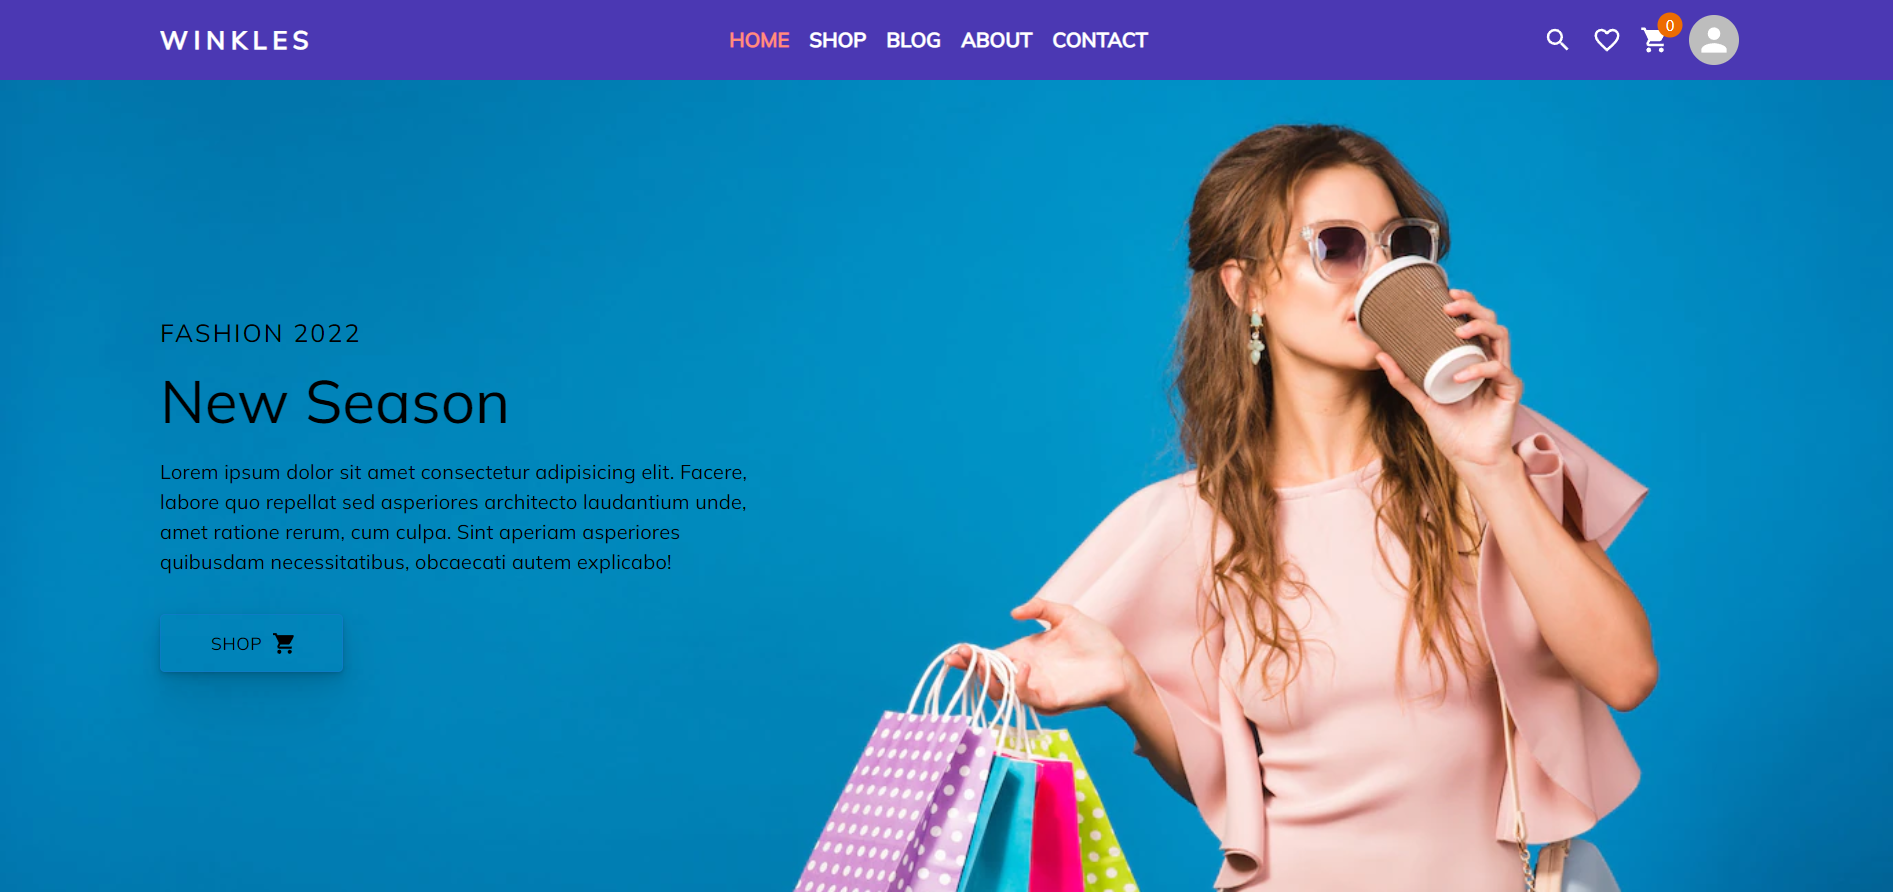 WINKLES
HOME SHOP BLOG ABOUT CONTACT
0
FASHION 2022
New Season
Lorem ipsum dolor sit amet consectetur adipisicing elit. Facere,
labore quo repellat sed asperiores architecto laudantium unde,
amet ratione rerum, cum culpa. Sint aperiam asperiores
quibusdam necessitatibus, obcaecati autem explicabo!
SHOP